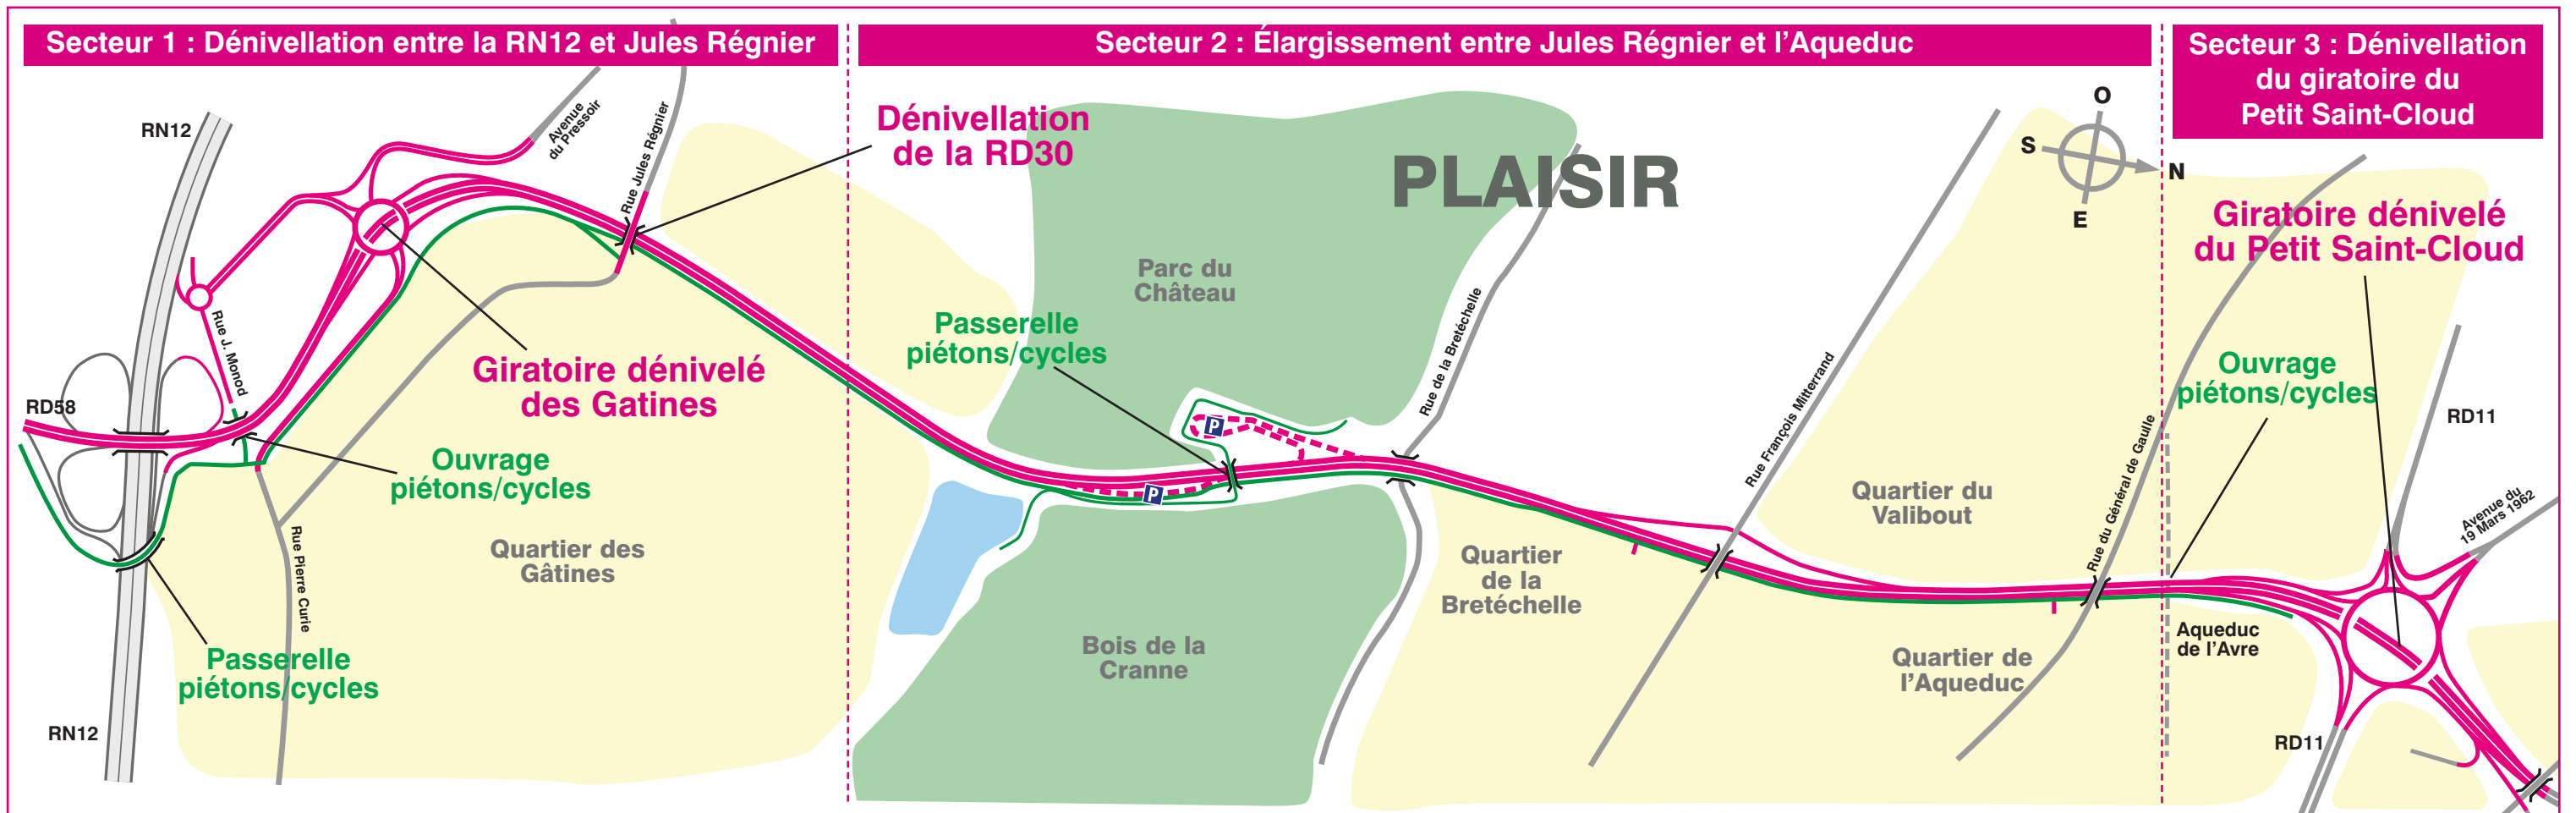 Secteur 1 : Dénivellation entre la RN12 et Jules Régnier
Secteur 2 : Élargissement entre Jules Régnier et l’Aqueduc
Secteur 3 : Dénivellation
du giratoire du
Petit Saint-Cloud
RN12
Avenue
du Pressoir
Rue Jules Régnier
Dénivellation
de la RD30
PLAISIR
O
S
N
E
Giratoire dénivelé
du Petit Saint-Cloud
Parc du
Château
Passerelle
piétons/cycles
Rue de la Bretéchelle
Rue J. Monod
Giratoire dénivelé
des Gatines
RD58
Ouvrage
piétons/cycles
P
P
Rue François Mitterrand
Ouvrage
piétons/cycles
RD11
Rue du Général de Gaulle
Quartier du
Valibout
Avenue du
19 Mars 1962
Quartier des
Gâtines
Rue Pierre Curie
Quartier
de la
Bretéchelle
Passerelle
piétons/cycles
Bois de la
Cranne
Quartier de
l’Aqueduc
Aqueduc
de l’Avre
RN12
RD11